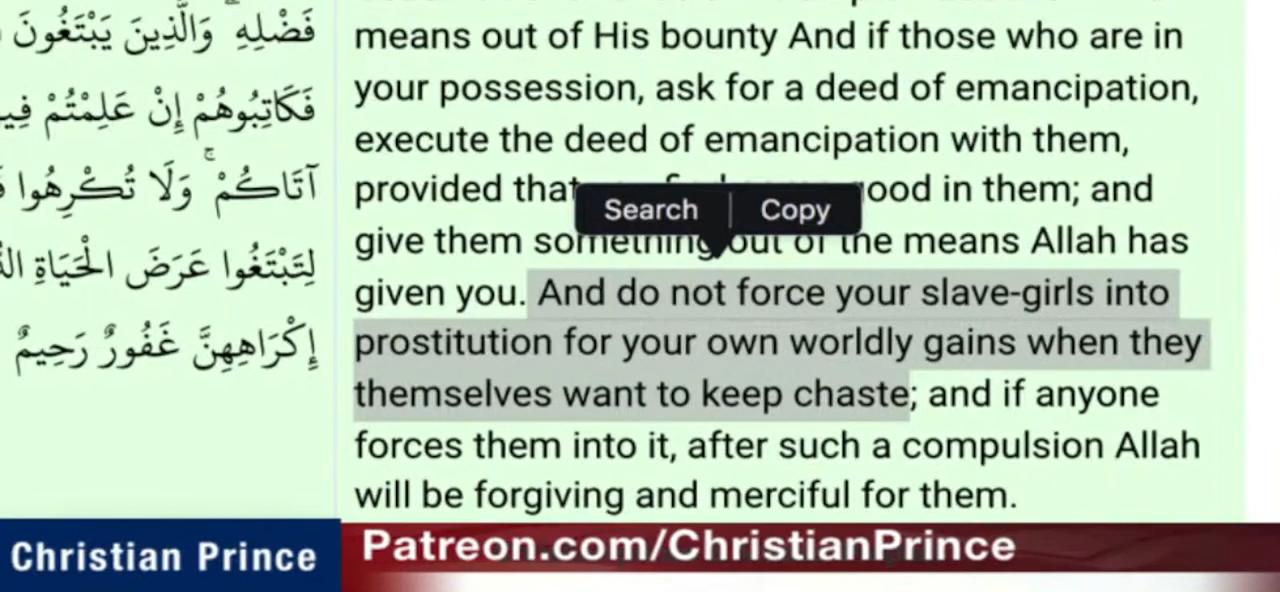 فَضْلِهِ ۗ وَالَّذِينَ يَبْتَغُونَ
فَكَاتِبُوهُمْ إِنْ عَلِمْتُمْ
آتَاكُمْ ۚ وَلَا تُكْرِهُوا
لِتَبْتَغُوا عَرَضَ الْحَيَاةِ
إِكْرَاهِهِنَّ غَفُورٌ رَحِيمٌ
means out of His bounty And if those who are in
your possession, ask for a deed of emancipation,
execute the deed of emancipation with them,
provided that good in them; and
give them something out of the means Allah has
given you. And do not force your slave-girls into
prostitution for your own worldly gains when they
themselves want to keep chaste; and if anyone
forces them into it, after such a compulsion Allah
will be forgiving and merciful for them.
Search Copy
Christian Prince
Patreon.com/ChristianPrince